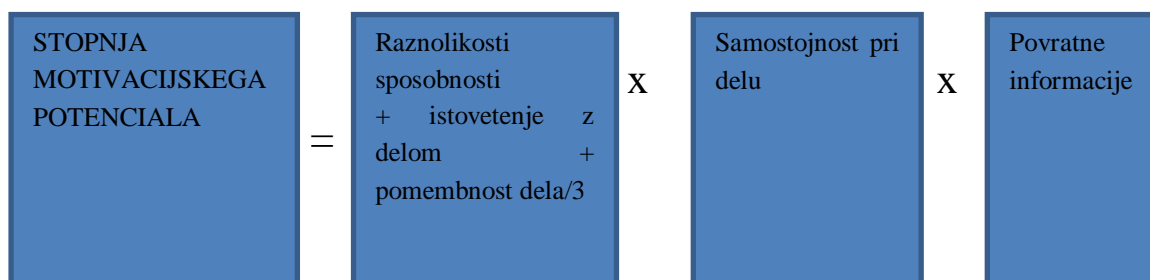 STOPNJA
MOTIVACIJSKEGA
POTENCIALA
=
Raznolikosti
sposobnosti
+ istovetenje z
delom +
pomembnost dela/3
x
Samostojnost pri
delu
x
Povratne
informacije